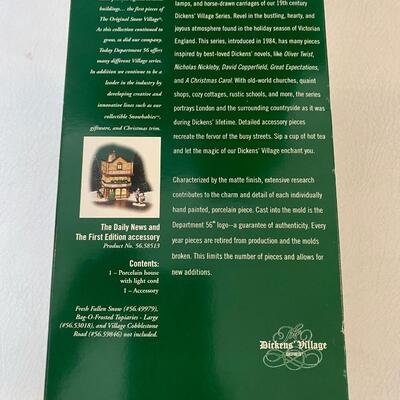 buildings... the first pieces of
The Original Snow Village®.
As this collection continued to
grow, so did our company.
Today Department 56 offers
many different Village series.
In addition we continue to be a
leader in the industry by
developing creative and
innovative lines such as our
collectible Snowbabies™,
giftware, and Christmas trim.
The Daily News and
The First Edition accessory
Product No. 56.58513
Contents:
1 – Porcelain house
with light cord
1 – Accessory
Fresh Fallen Snow (#56.49979),
Bag-O-Frosted Topiaries - Large
(#56.53018), and Village Cobblestone
Road (#56.59846) not included.
lamps, and horse-drawn carriages of our 19th century
Dickens' Village Series. Revel in the bustling, hearty, and
joyous atmosphere found in the holiday season of Victorian
England. This series, introduced in 1984, has many pieces
inspired by best-loved Dickens' novels, like Oliver Twist,
Nicholas Nickleby, David Copperfield, Great Expectations,
and A Christmas Carol. With old-world churches, quaint
shops, cozy cottages, rustic schools, and more, the series
portrays London and the surrounding countryside as it was
during Dickens' lifetime. Detailed accessory pieces
recreate the fervor of the busy streets. Sip a cup of hot tea
and let the magic of our Dickens' Village enchant you.
Characterized by the matte finish, extensive research
contributes to the charm and detail of each individually
hand painted, porcelain piece. Cast into the mold is the
Department 56® logo—a guarantee of authenticity. Every
year pieces are retired from production and the molds
broken. This limits the number of pieces and allows for
new additions.
The
Dickens' Village
SERIES